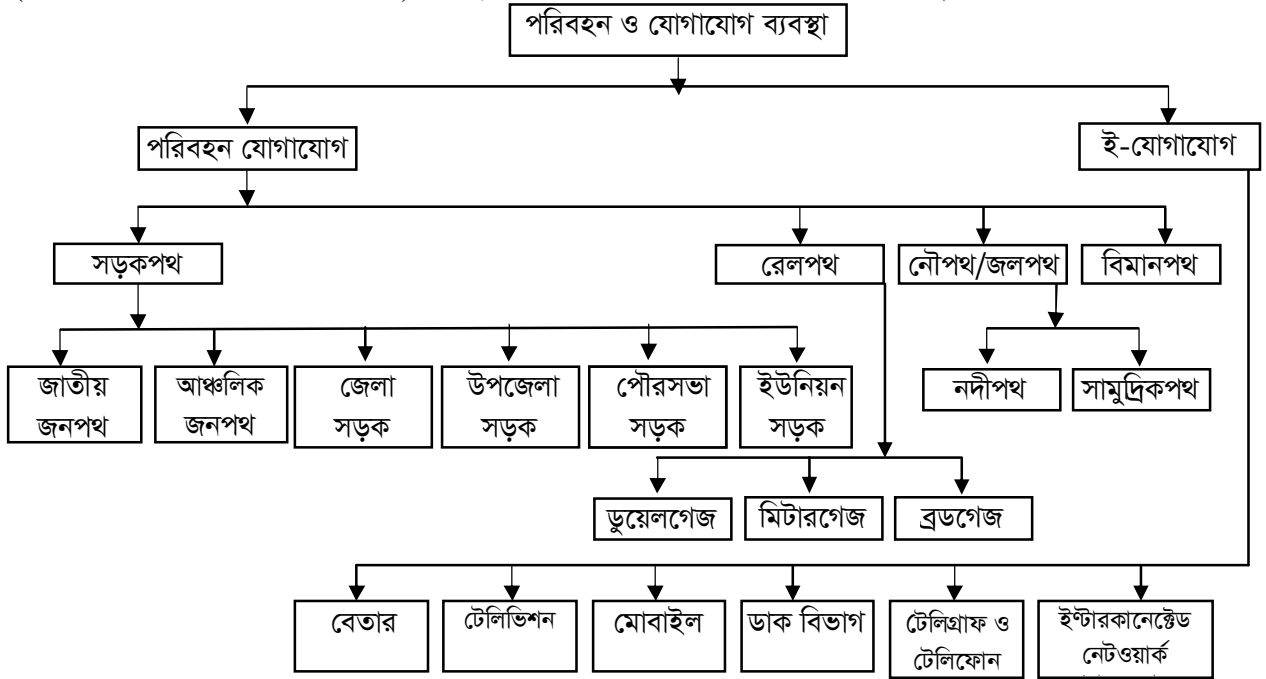 পরিবহন ও যোগাযোগ ব্যবস্থা
পরিবহন যোগাযোগ
ই-যোগাযোগ
সড়কপথ
রেলপথ
নৌপথ/জলপথ
বিমানপথ
জাতীয়
জনপথ
আঞ্চলিক
জনপথ
জেলা
সড়ক
উপজেলা
সড়ক
পৌরসভা
সড়ক
ইউনিয়ন
সড়ক
নদীপথ
সামুদ্রিকপথ
ডুয়েলগেজ
মিটারগেজ
ব্রডগেজ
বেতার
টেলিভিশন
মোবাইল
ডাক বিভাগ
টেলিগ্রাফ ও
টেলিফোন
ইন্টারকানেক্টেড
নেটওয়ার্ক